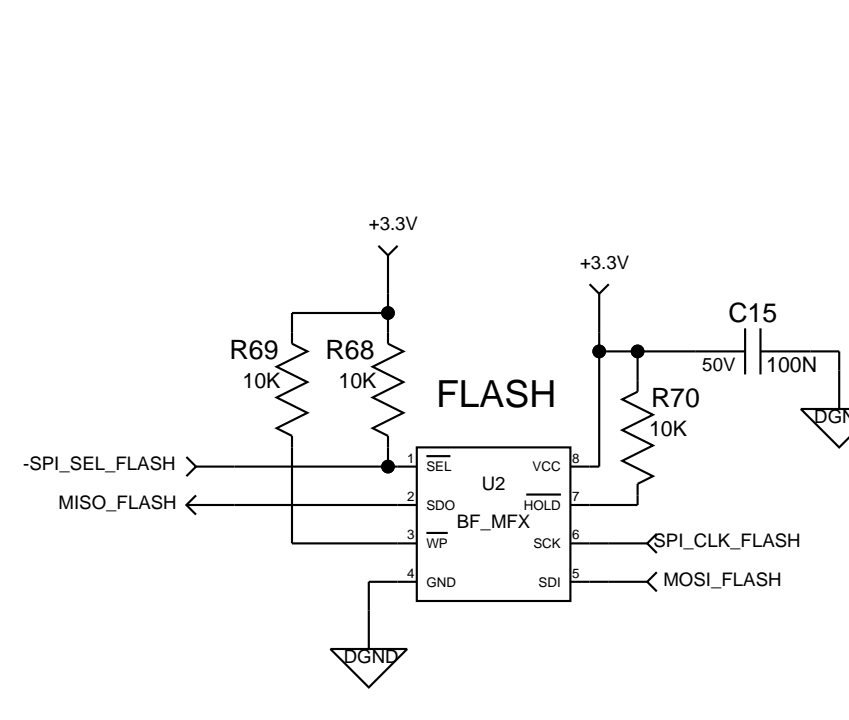 +3.3V
+3.3V
C15
R69
R68
50V
100N
10K
10K
FLASH
R70
10K
DGN
-SPI_SEL_FLASH
1
SEL
VCC
8
U2
MISO_FLASH
2
SDO
HOLD
7
BF_MFX
3
WP
SCK
6
SPI_CLK_FLASH
4
GND
SDI
5
MOSI_FLASH
DGND